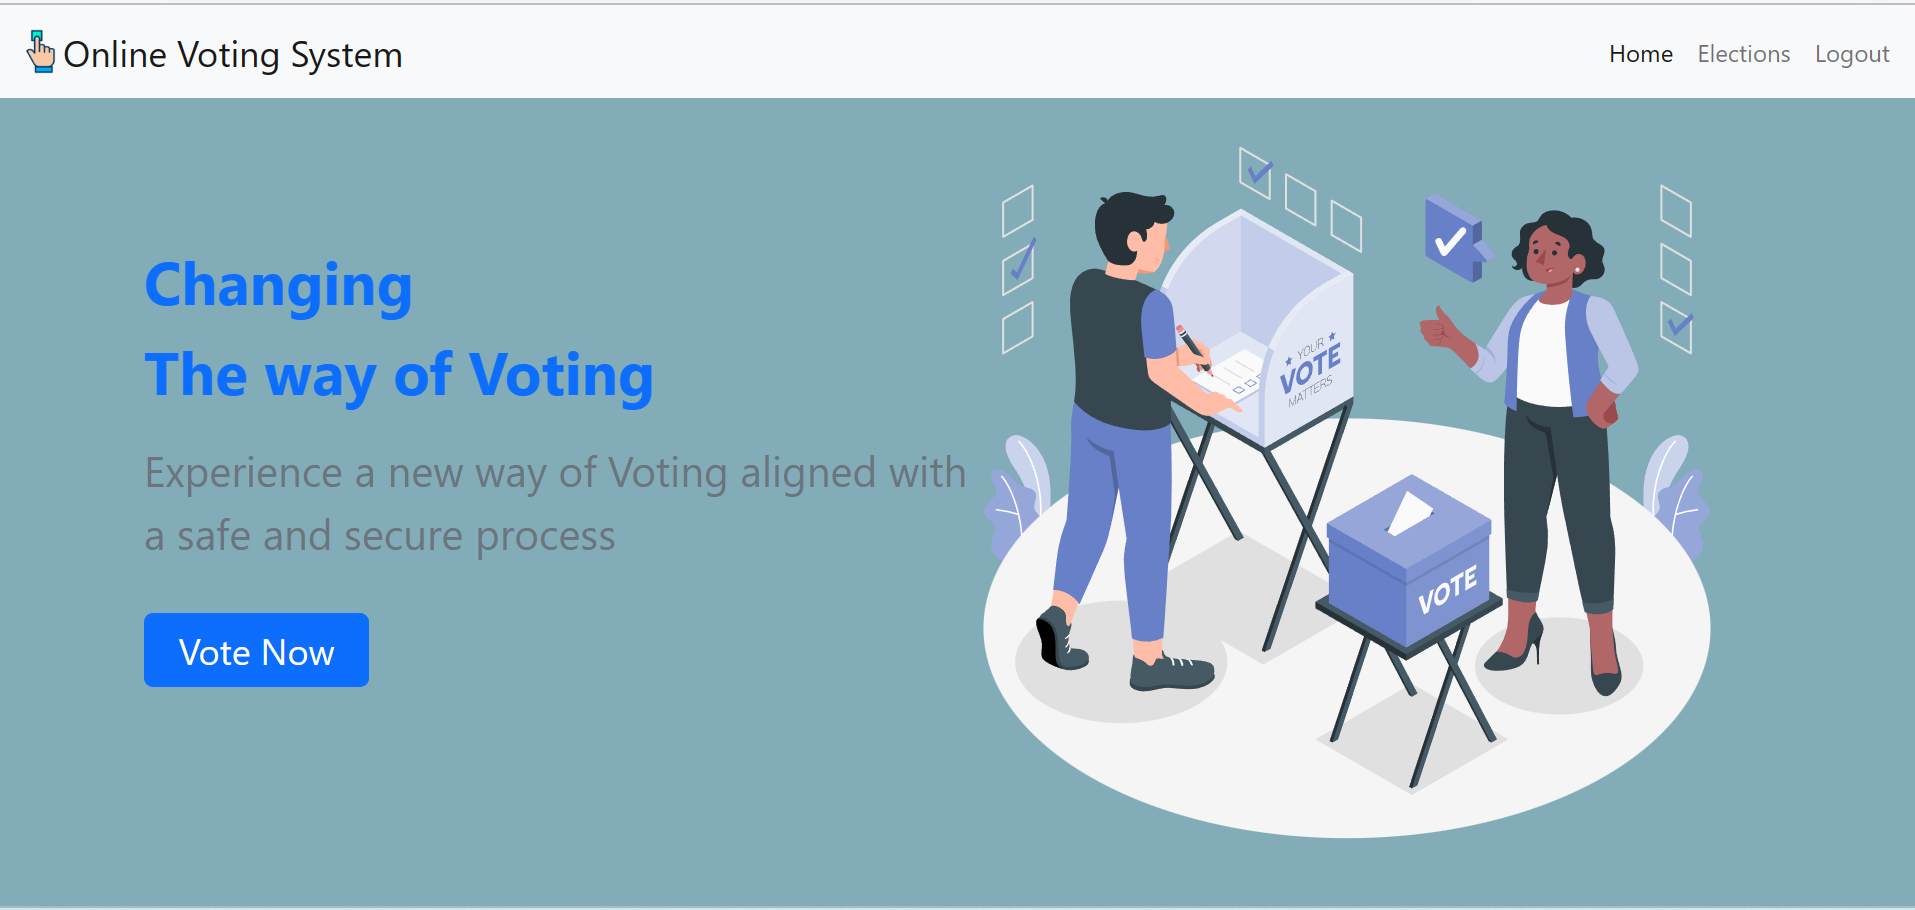 Online Voting System
Home Elections Logout
Changing
The way of Voting
Experience a new way of Voting aligned with
a safe and secure process
Vote Now
YOUR
VOTE
MATTERS
VOTE